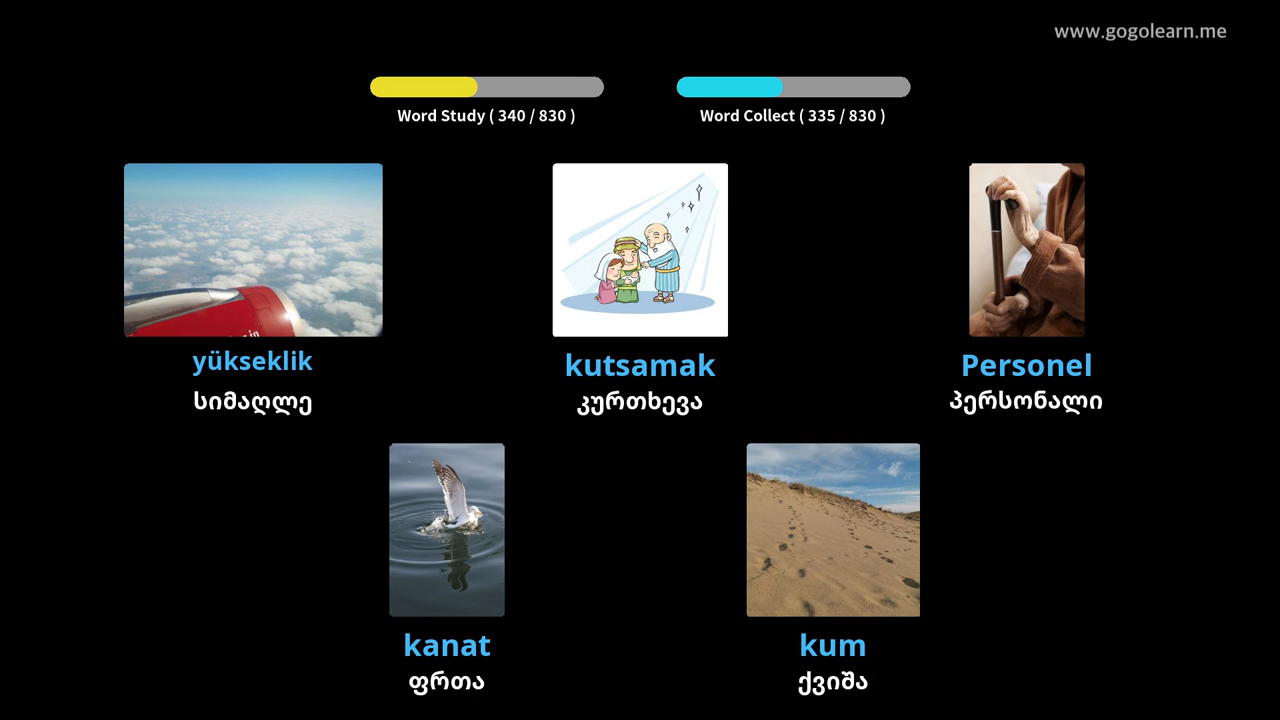 www.gogolearn.me
Word Study ( 340 / 830 )
Word Collect ( 335 / 830 )
yükseklik
სიმაღლე
kutsamak
კურთხევა
Personel
პერსონალი
kanat
ფრთა
kum
ქვიშა